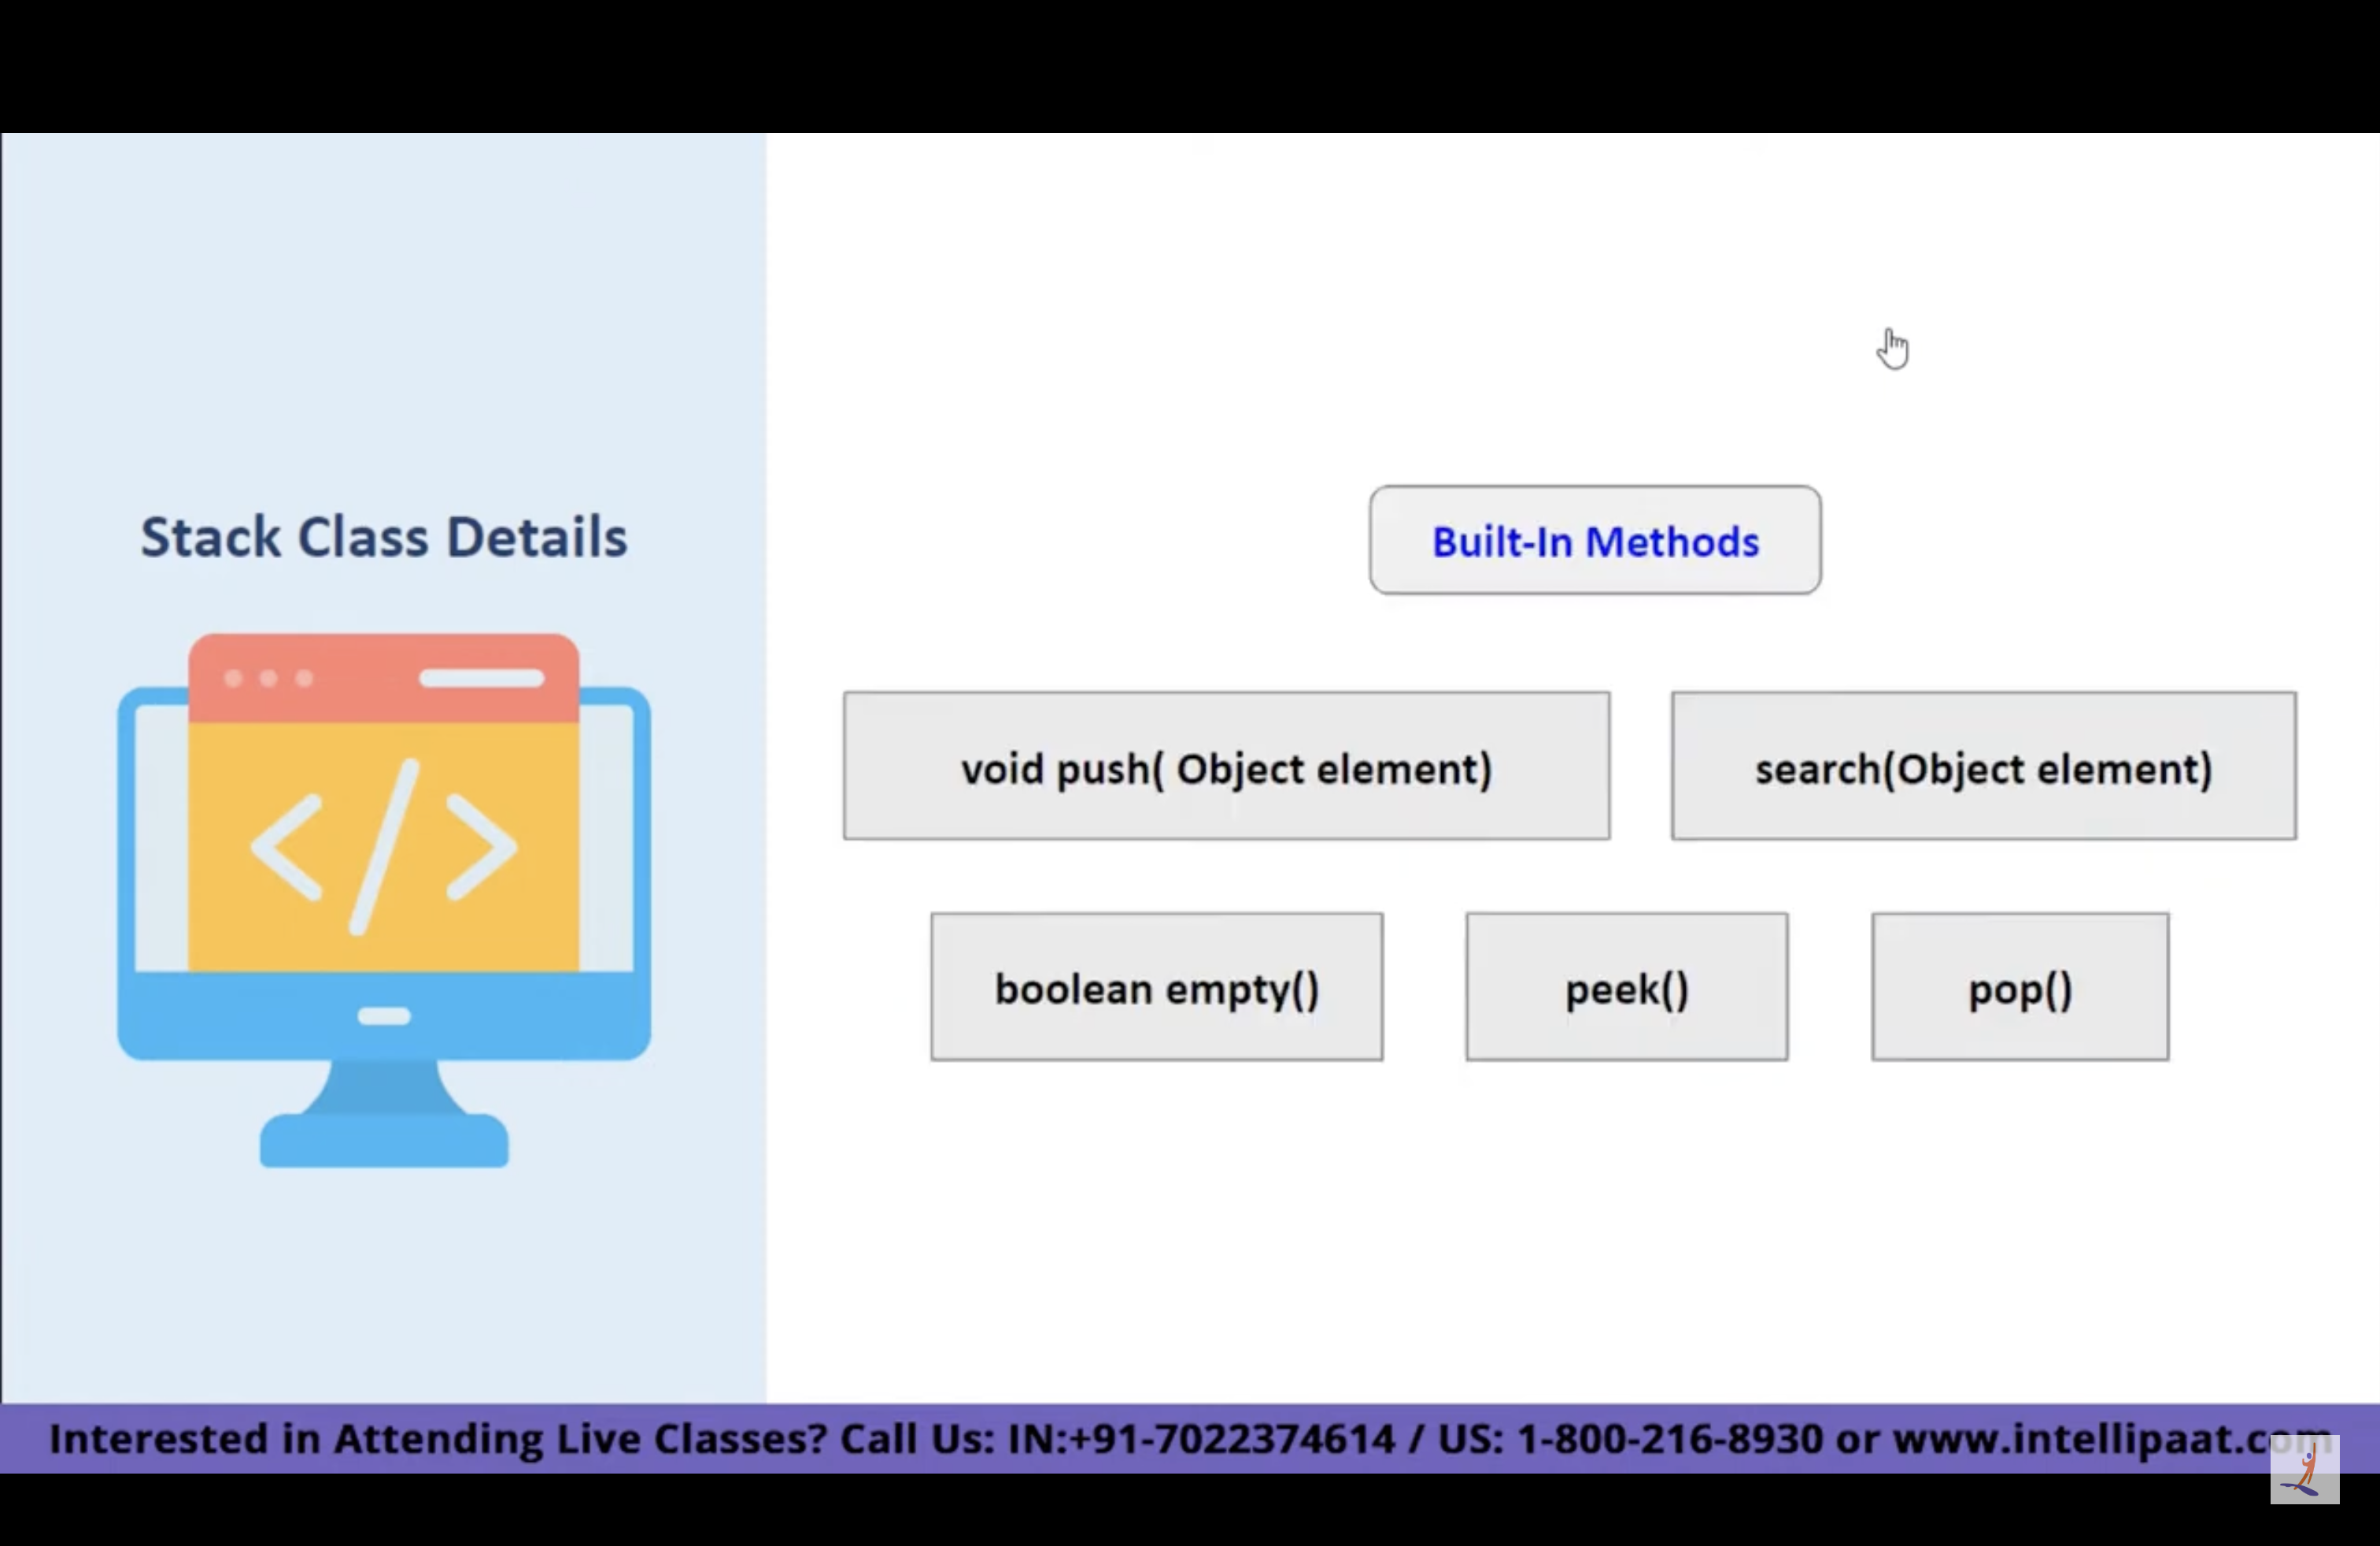 Stack Class Details
</>
Built-In Methods
void push( Object element)
search(Object element)
boolean empty()
peek()
pop()
Interested in Attending Live Classes? Call Us: IN:+91-7022374614 / US: 1-800-216-8930 or www.intellipaat.com